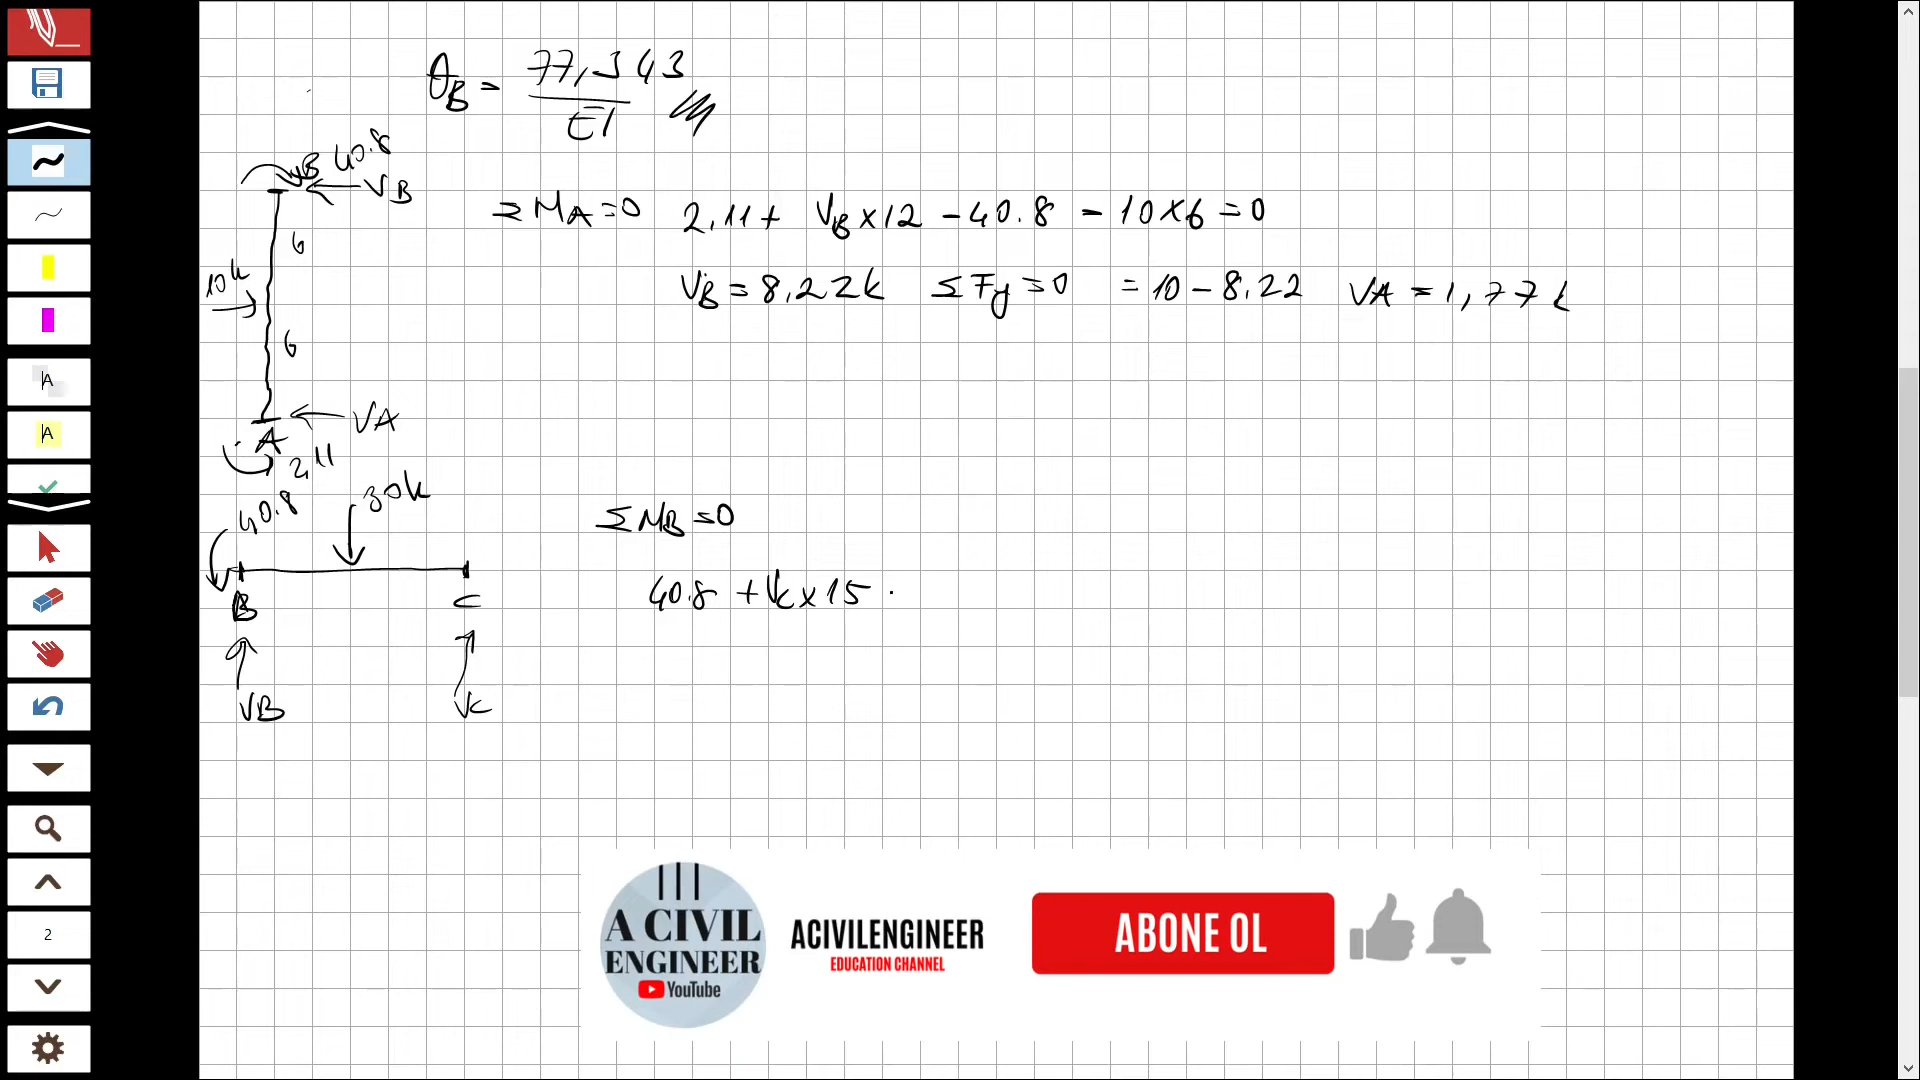 θB = 77,343 / EI
40.8
VB
VB
ΣMA=0 2,11+ VB×12 -40.8 - 10×6 =0
6
10k
VB = 8,22k ΣFy=0 = 10-8.22 VA = 1,77k
6
VA
A
2,11
40.8
30k
ΣMB=0
40.8 + Vc×15 .
B
C
VB
Vc
A
A
2
A CIVIL
ENGINEER
YouTube
ACIVILENGINEER
EDUCATION CHANNEL
ABONE OL